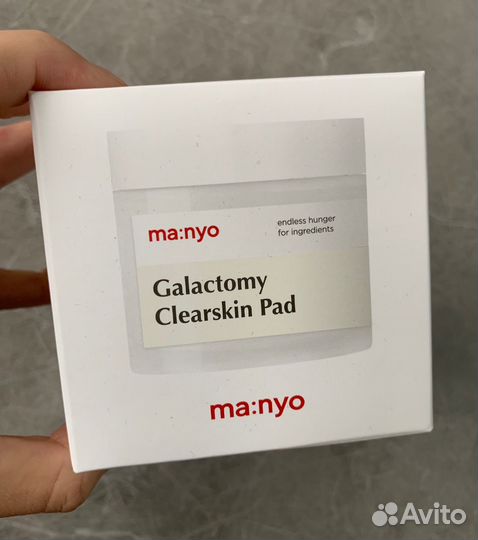 ma:nyo
endless hunger
for ingredients
Galactomy
Clearskin Pad
ma:nyo
Avito